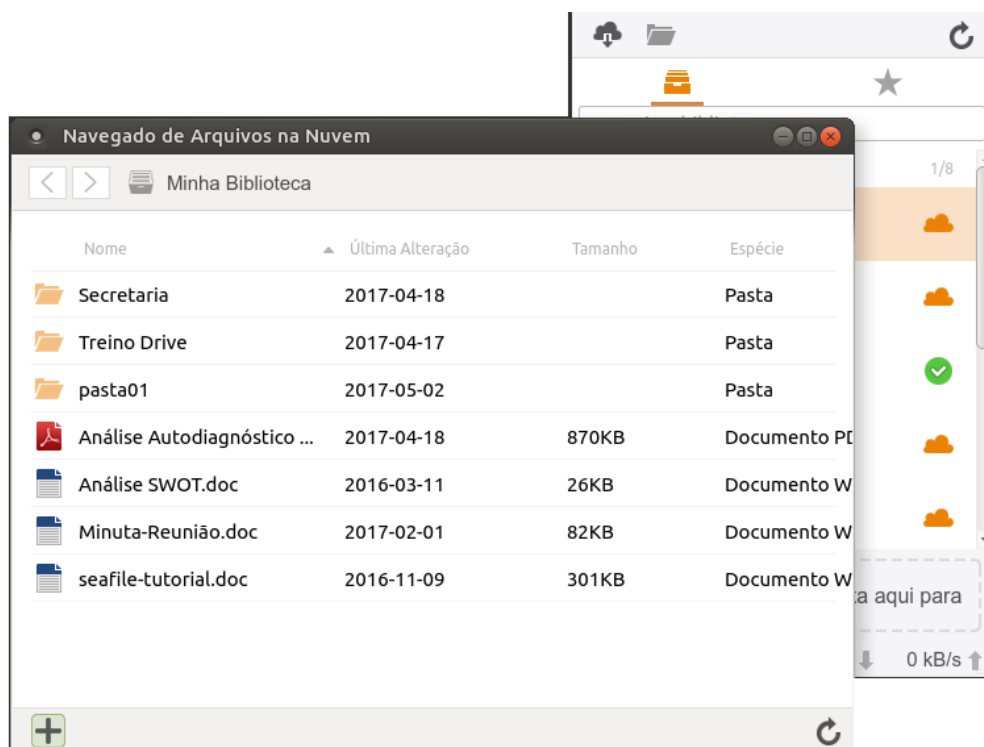 Navegado de Arquivos na Nuvem
Minha Biblioteca
1/8
Nome Última Alteração Tamanho Espécie
Secretaria 2017-04-18 Pasta
Treino Drive 2017-04-17 Pasta
pasta01 2017-05-02 Pasta
Análise Autodiagnóstico ... 2017-04-18 870KB Documento PD
Análise SWOT.doc 2016-03-11 26KB Documento W
Minuta-Reunião.doc 2017-02-01 82KB Documento W
seafile-tutorial.doc 2016-11-09 301KB Documento W
ta aqui para
0 kB/s